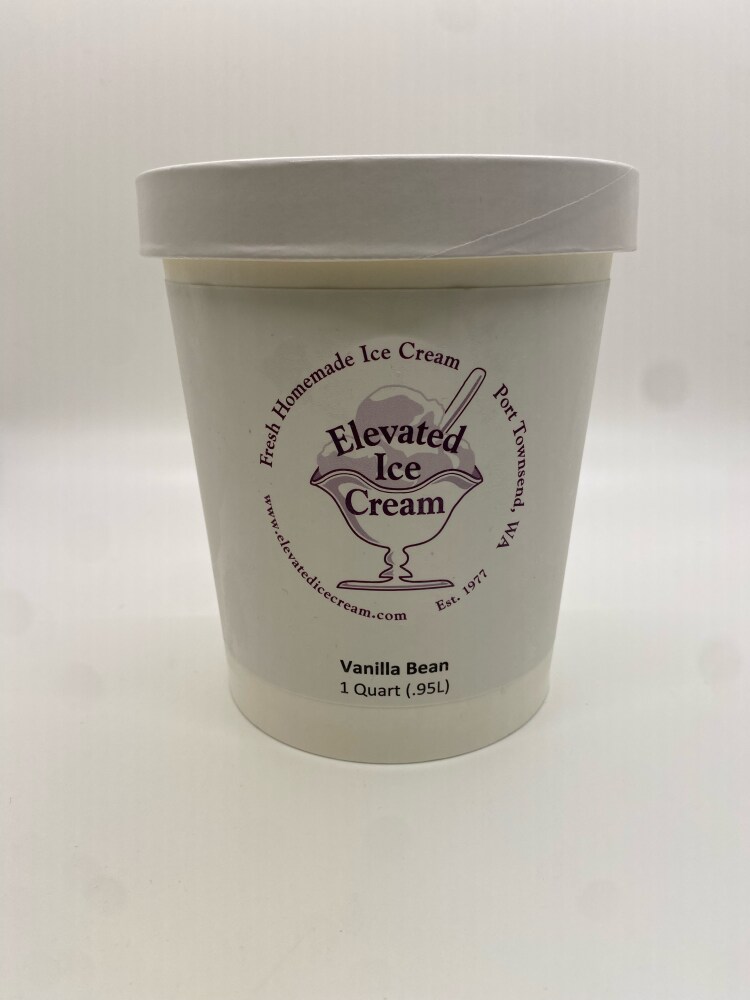 Fresh Homemade Ice Cream
Port Townsend, WA
Elevated
Ice
Cream
www.elevatedicecream.com
Est. 1977
Vanilla Bean
1 Quart (.95L)